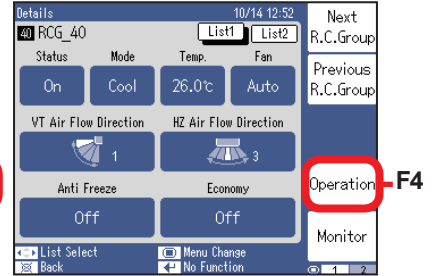 Details 10/14 12:52
40 RCG_40 List1 List2
Status Mode Temp. Fan
On Cool 26.0℃ Auto
VT Air Flow Direction HZ Air Flow Direction
1 3
Anti Freeze Economy
Off Off
List Select Menu Change
Back No Function
Next
R.C.Group
Previous
R.C.Group
Operation
F4
Monitor
1 2